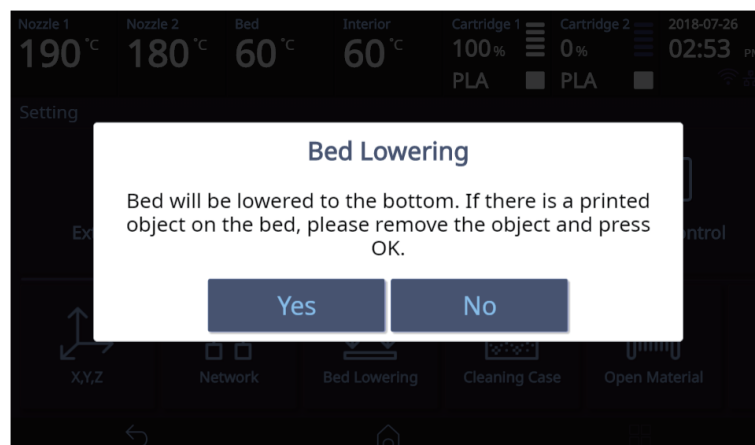 Nozzle 1 Nozzle 2 Bed Interior Cartridge 1 Cartridge 2 2018-07-26
190 °C 180 °C 60 °C 60 °C 100 % 0 % 02:53 PM
PLA PLA
Setting
Bed Lowering
Bed will be lowered to the bottom. If there is a printed
object on the bed, please remove the object and press
OK.
Ex
ntrol
Yes No
X,Y,Z Network Bed Lowering Cleaning Case Open Material